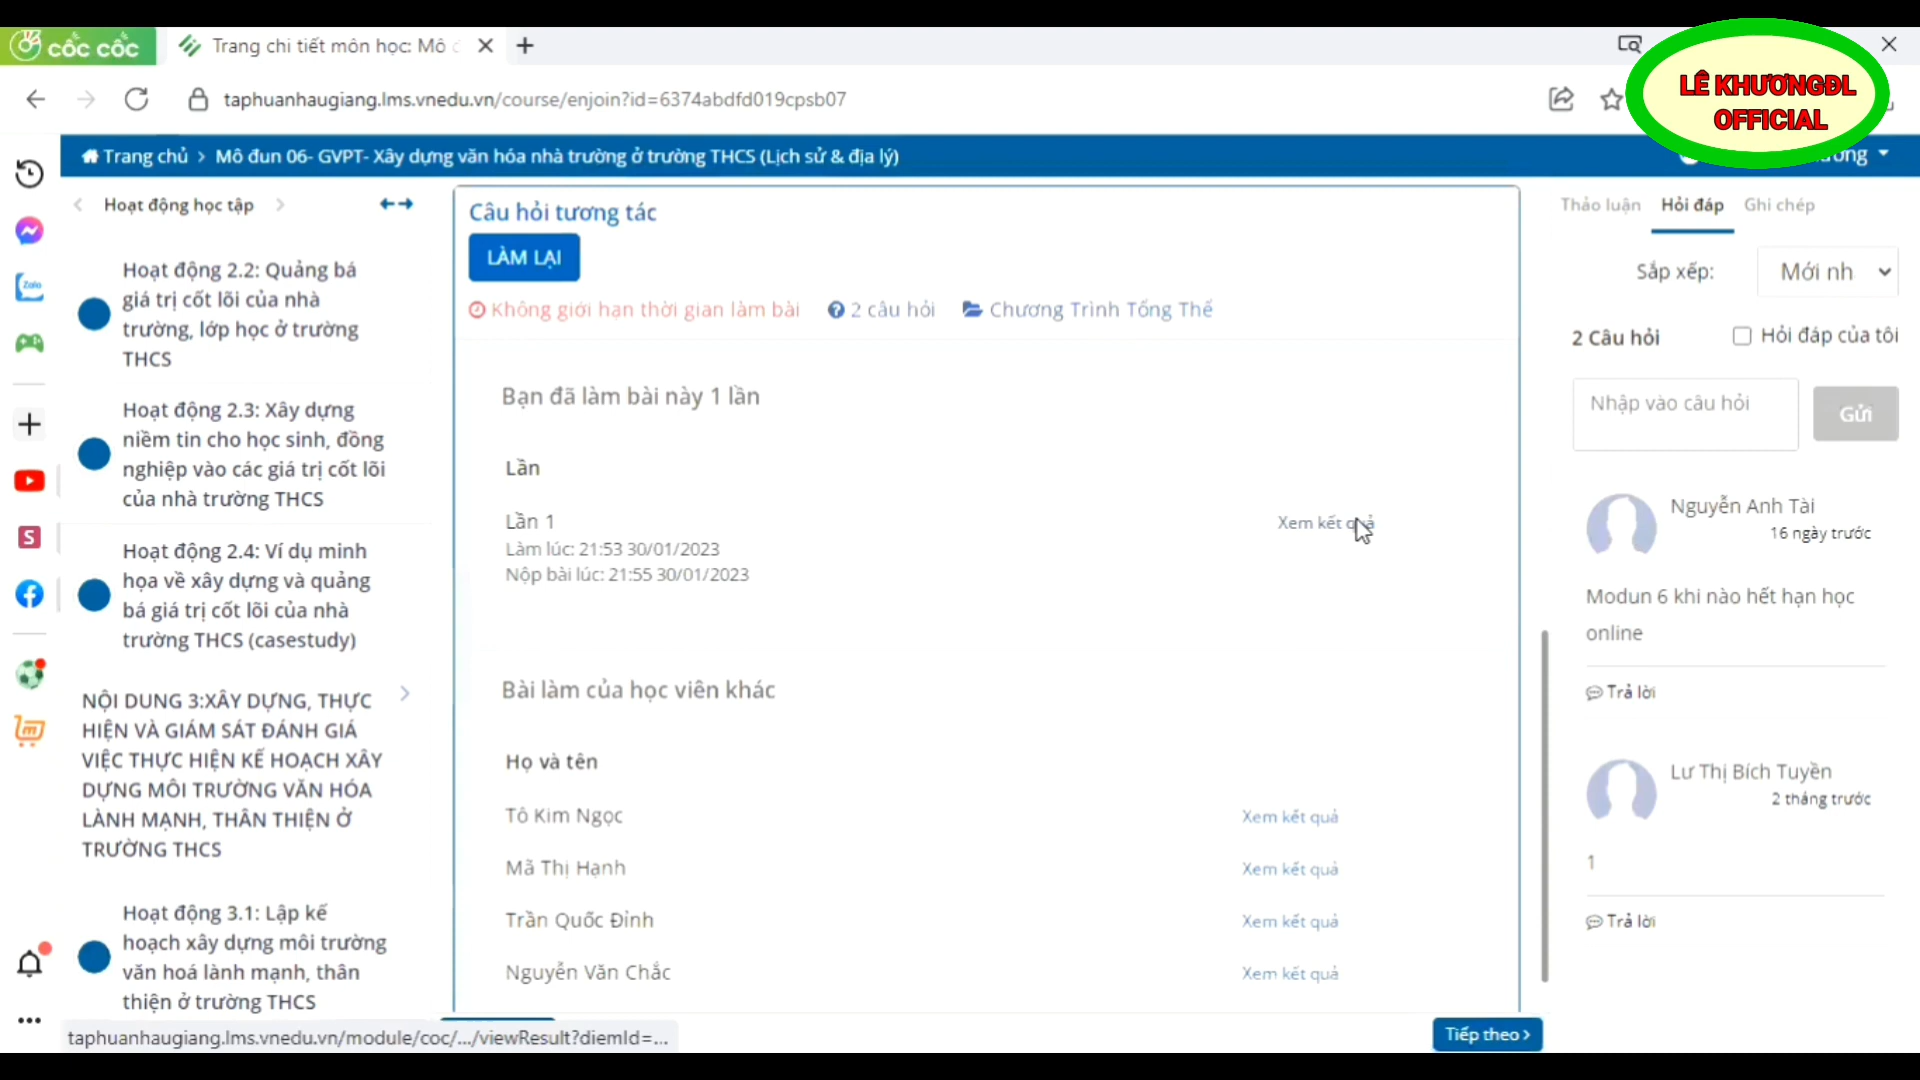 cốc cốc
Trang chi tiết môn học: Mô
taphuanhaugiang.lms.vnedu.vn/course/enjoin?id=6374abdfd019cpsb07
LÊ KHƯƠNGĐL
OFFICIAL
Trang chủ > Mô đun 06- GVPT- Xây dựng văn hóa nhà trường ở trường THCS (Lịch sử & địa lý)
Hoạt động học tập
Hoạt động 2.2: Quảng bá
giá trị cốt lõi của nhà
trường, lớp học ở trường
THCS
Hoạt động 2.3: Xây dựng
niềm tin cho học sinh, đồng
nghiệp vào các giá trị cốt lõi
của nhà trường THCS
Hoạt động 2.4: Ví dụ minh
họa về xây dựng và quảng
bá giá trị cốt lõi của nhà
trường THCS (casestudy)
NỘI DUNG 3:XÂY DỰNG, THỰC
HIỆN VÀ GIÁM SÁT ĐÁNH GIÁ
VIỆC THỰC HIỆN KẾ HOẠCH XÂY
DỰNG MÔI TRƯỜNG VĂN HÓA
LÀNH MẠNH, THÂN THIỆN Ở
TRƯỜNG THCS
Hoạt động 3.1: Lập kế
hoạch xây dựng môi trường
văn hoá lành mạnh, thân
thiện ở trường THCS
Câu hỏi tương tác
LÀM LẠI
Không giới hạn thời gian làm bài 2 câu hỏi Chương Trình Tổng Thể
Bạn đã làm bài này 1 lần
Lần
Lần 1
Xem kết quả
Làm lúc: 21:53 30/01/2023
Nộp bài lúc: 21:55 30/01/2023
Bài làm của học viên khác
Họ và tên
Tô Kim Ngọc Xem kết quả
Mã Thị Hạnh Xem kết quả
Trần Quốc Đỉnh Xem kết quả
Nguyễn Văn Chắc Xem kết quả
Tiếp theo >
Thảo luận Hỏi đáp Ghi chép
Sắp xếp: Mới nh
2 Câu hỏi Hỏi đáp của tôi
Nhập vào câu hỏi Gửi
Nguyễn Anh Tài
16 ngày trước
Modun 6 khi nào hết hạn học
online
Trả lời
Lư Thị Bích Tuyền
2 tháng trước
1
Trả lời
Zalo
S
taphuanhaugiang.lms.vnedu.vn/module/coc/.../viewResult?diemId=...